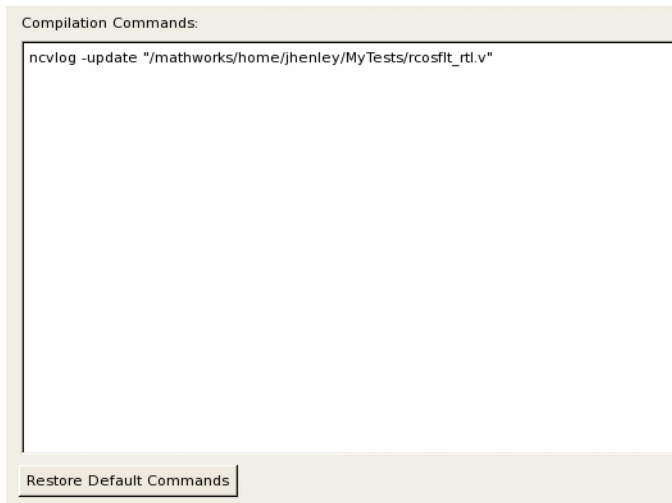 Compilation Commands:
ncvlog -update "/mathworks/home/jhenley/MyTests/rcosflt_rtl.v"
Restore Default Commands